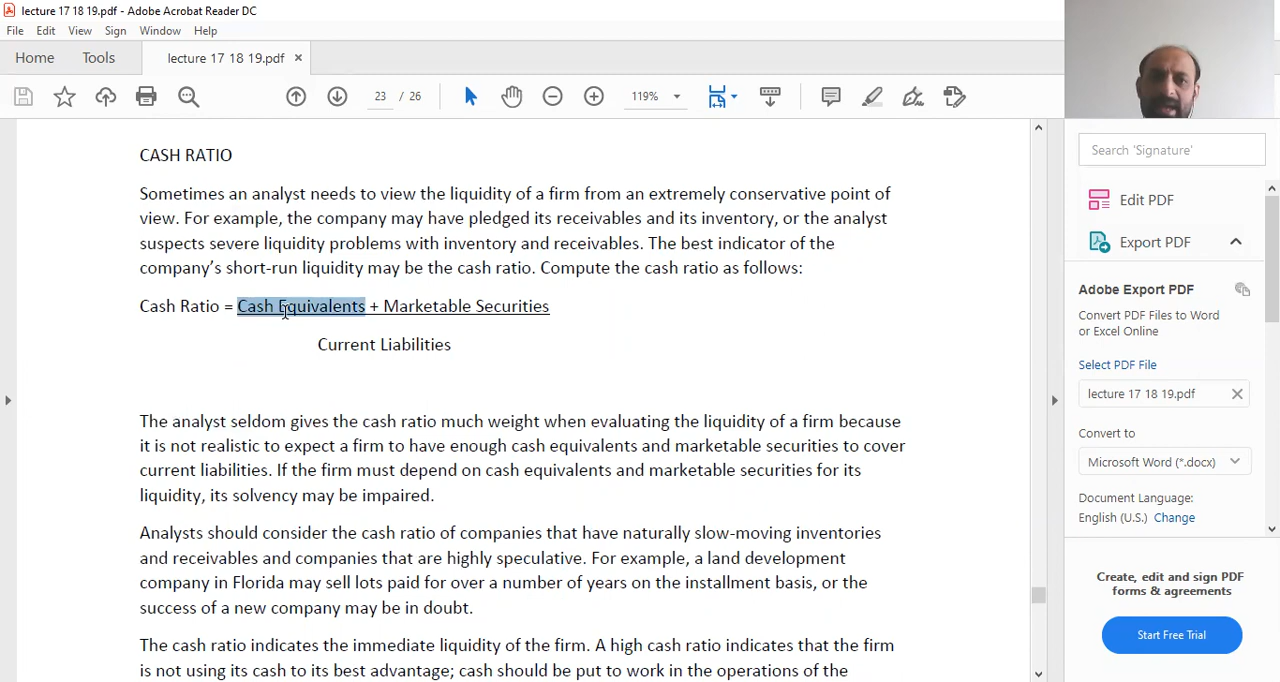 lecture 17 18 19.pdf - Adobe Acrobat Reader DC
File Edit View Sign Window Help
Home Tools lecture 17 18 19.pdf ×
23 / 26 119%
CASH RATIO
Sometimes an analyst needs to view the liquidity of a firm from an extremely conservative point of
view. For example, the company may have pledged its receivables and its inventory, or the analyst
suspects severe liquidity problems with inventory and receivables. The best indicator of the
company’s short-run liquidity may be the cash ratio. Compute the cash ratio as follows:
Cash Ratio = Cash Equivalents + Marketable Securities
Current Liabilities
The analyst seldom gives the cash ratio much weight when evaluating the liquidity of a firm because
it is not realistic to expect a firm to have enough cash equivalents and marketable securities to cover
current liabilities. If the firm must depend on cash equivalents and marketable securities for its
liquidity, its solvency may be impaired.
Analysts should consider the cash ratio of companies that have naturally slow-moving inventories
and receivables and companies that are highly speculative. For example, a land development
company in Florida may sell lots paid for over a number of years on the installment basis, or the
success of a new company may be in doubt.
The cash ratio indicates the immediate liquidity of the firm. A high cash ratio indicates that the firm
is not using its cash to its best advantage; cash should be put to work in the operations of the
Search 'Signature'
Edit PDF
Export PDF
Adobe Export PDF
Convert PDF Files to Word
or Excel Online
Select PDF File
lecture 17 18 19.pdf
Convert to
Microsoft Word (*.docx)
Document Language:
English (U.S.) Change
Create, edit and sign PDF
forms & agreements
Start Free Trial